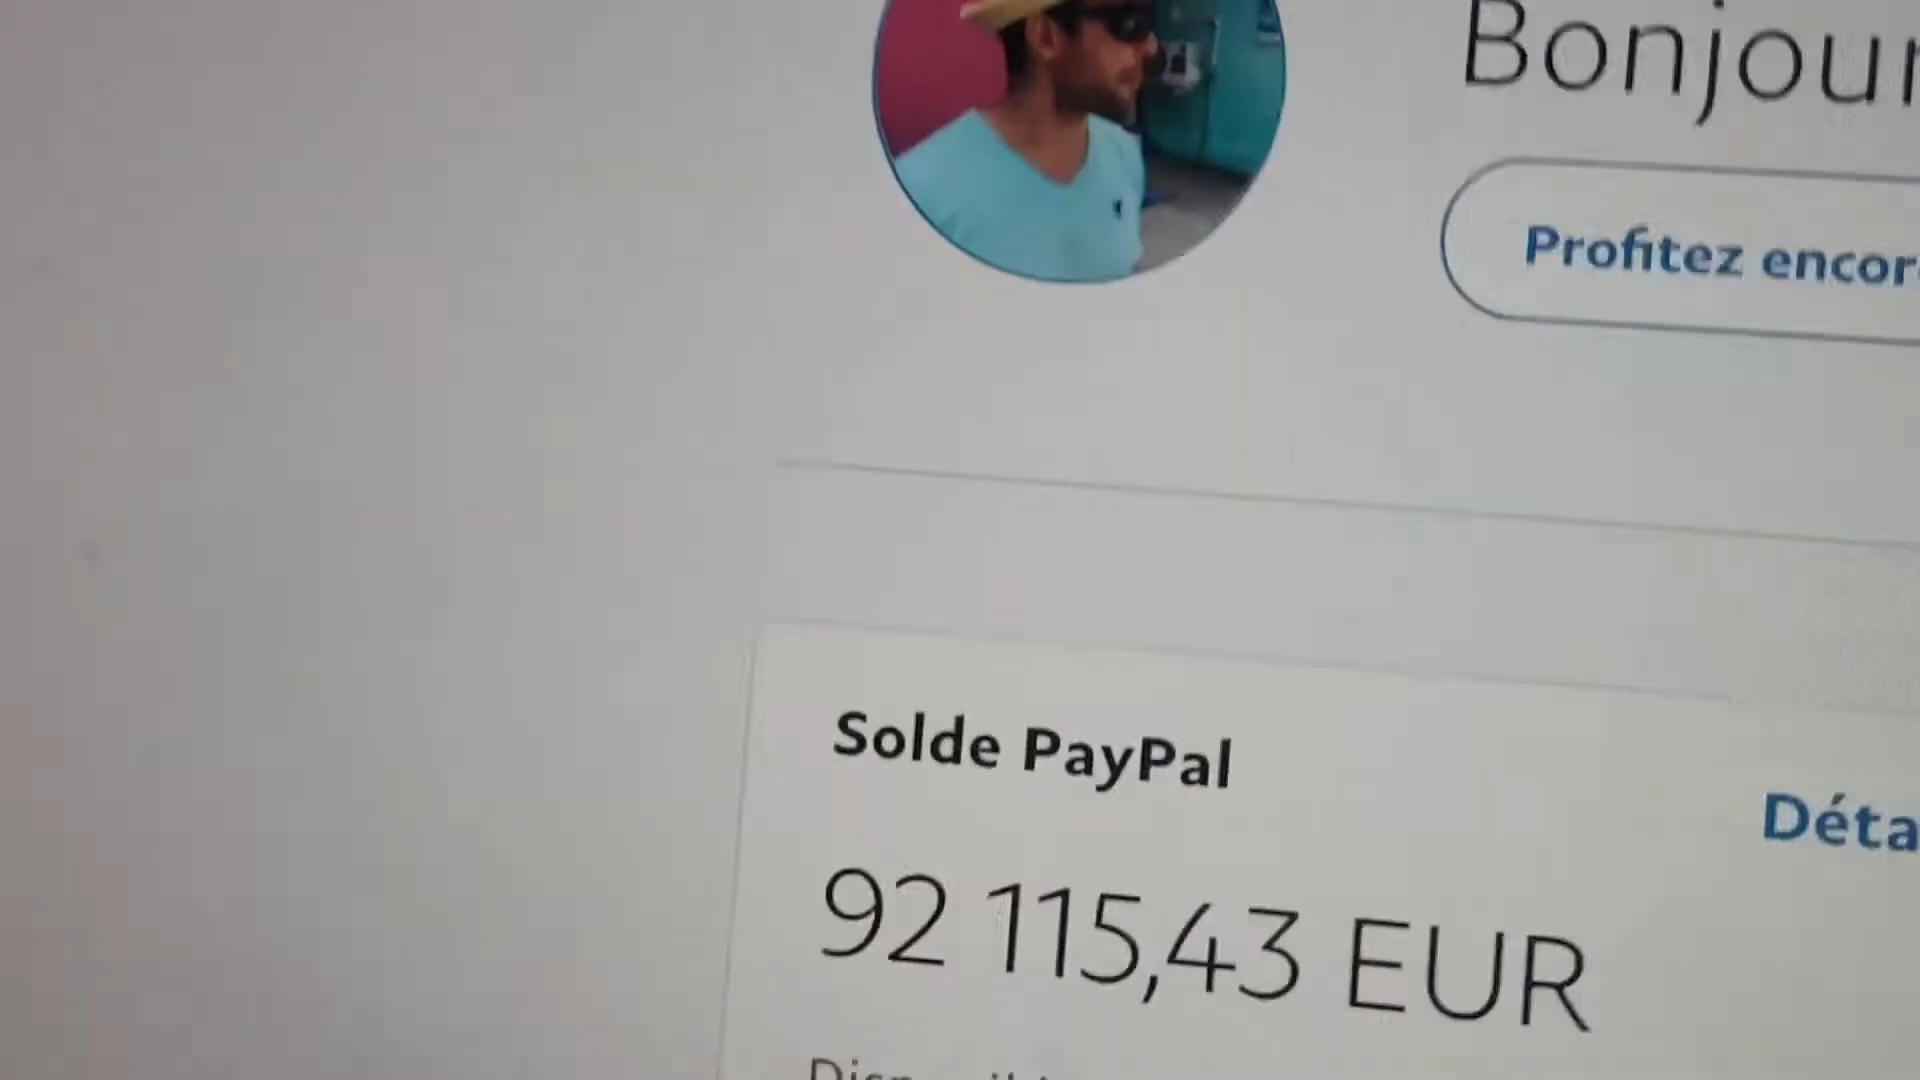 Bonjour
Profitez encor
Solde PayPal
Déta
92 115,43 EUR